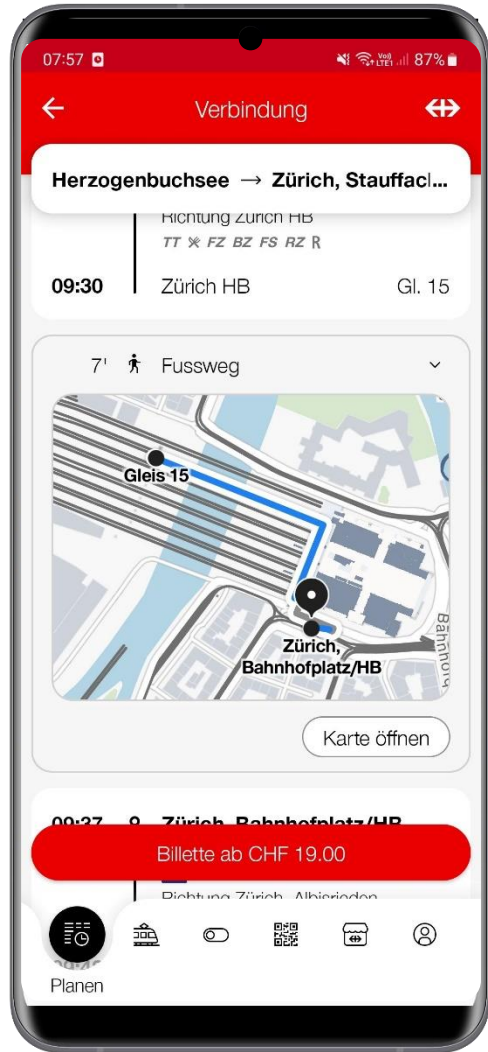 07:57 87%
Verbindung
Herzogenbuchsee → Zürich, Stauffacl...
Richtung Zürich HB
TT FZ BZ FS RZ R
09:30 Zürich HB Gl. 15
7' Fussweg
Gleis 15
Zürich,
Bahnhofplatz/HB
Karte öffnen
09:37 Zürich, Bahnhofplatz/HB
Billette ab CHF 19.00
Richtung Zürich, Albisrieden
Planen